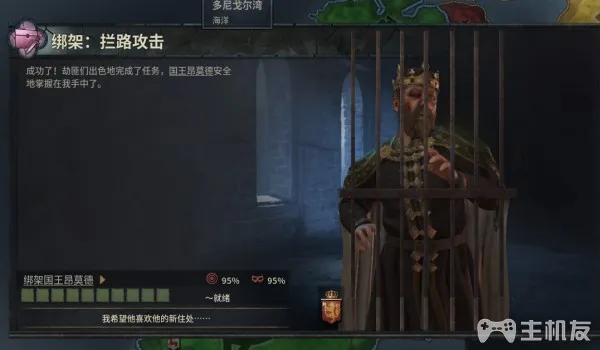 多尼戈尔湾
海洋
绑架：拦路攻击
成功了！劫匪们出色地完成了任务，国王昂莫德安全
地掌握在我手中了。
绑架国王昂莫德
95%
95%
～就绪
我希望他喜欢他的新住处……
主机友